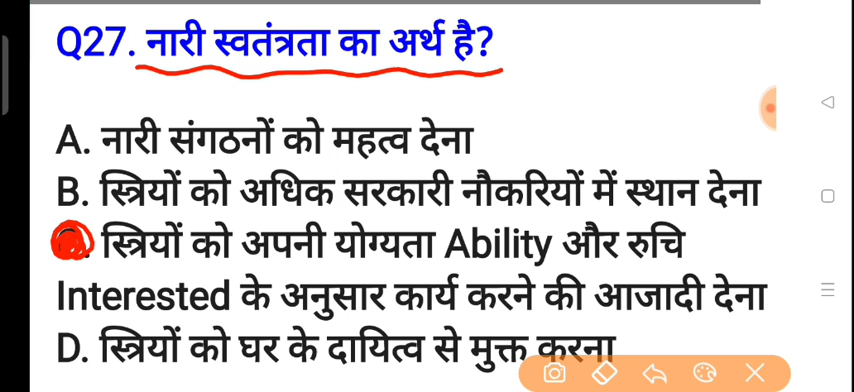 Q27. नारी स्वतंत्रता का अर्थ है?
A. नारी संगठनों को महत्व देना
B. स्त्रियों को अधिक सरकारी नौकरियों में स्थान देना
स्त्रियों को अपनी योग्यता Ability और रुचि
Interested के अनुसार कार्य करने की आजादी देना
D. स्त्रियों को घर के दायित्व से मुक्त करना